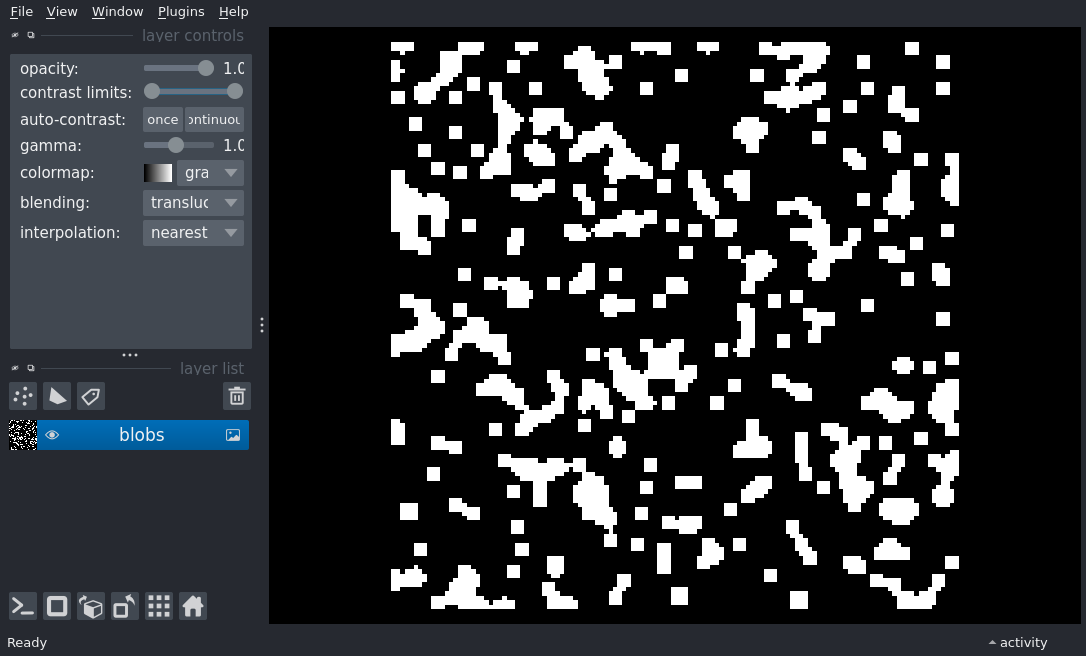 File View Window Plugins Help
layer controls
opacity: 1.0
contrast limits:
auto-contrast: once ontinuou
gamma: 1.0
colormap: gra
blending: transluc
interpolation: nearest
layer list
blobs
Ready
activity